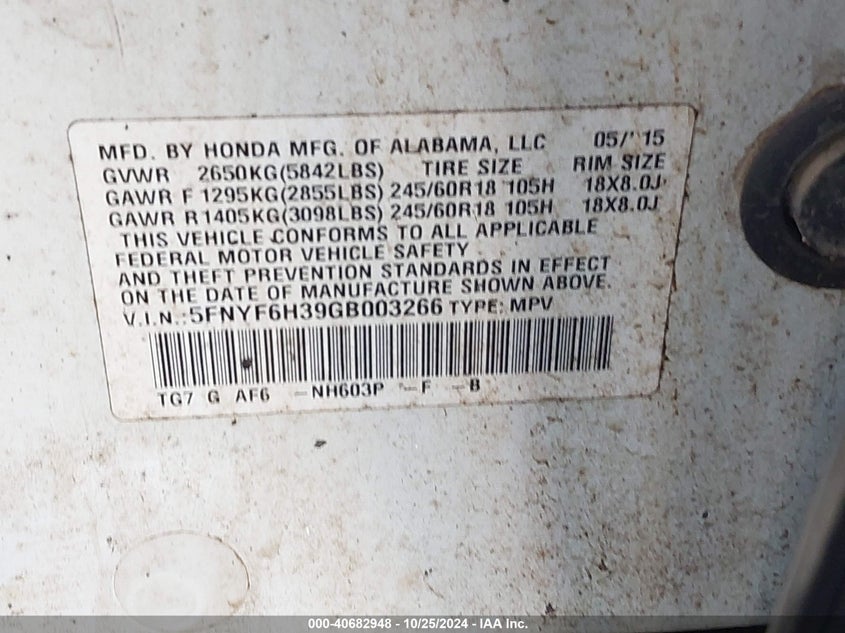 MFD. BY HONDA MFG. OF ALABAMA, LLC 05/'15
GVWR 2650KG(5842LBS) TIRE SIZE RIM SIZE
GAWR F 1295KG(2855LBS) 245/60R18 105H 18X8.0J
GAWR R1405KG(3098LBS) 245/60R18 105H 18X8.0J
THIS VEHICLE CONFORMS TO ALL APPLICABLE
FEDERAL MOTOR VEHICLE SAFETY
AND THEFT PREVENTION STANDARDS IN EFFECT
ON THE DATE OF MANUFACTURE SHOWN ABOVE.
V.I.N.:5FNYF6H39GB003266 TYPE: MPV
TG7 G AF6 -NH603P -F -B
000-40682948 - 10/25/2024 - IAA Inc.